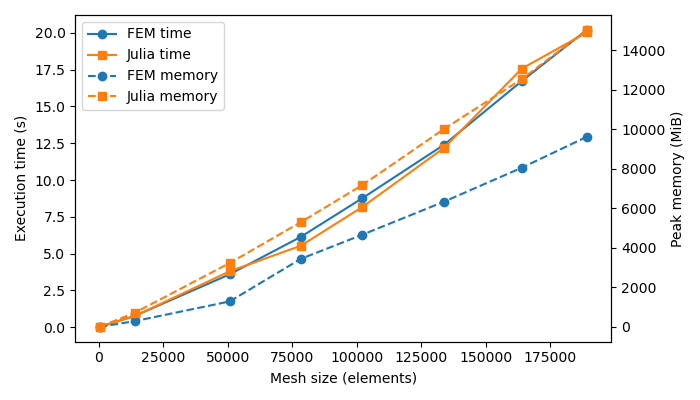 FEM time
Julia time
FEM memory
Julia memory
20.0
17.5
15.0
12.5
10.0
7.5
5.0
2.5
0.0
Execution time (s)
14000
12000
10000
8000
6000
4000
2000
0
Peak memory (MiB)
0 25000 50000 75000 100000 125000 150000 175000
Mesh size (elements)